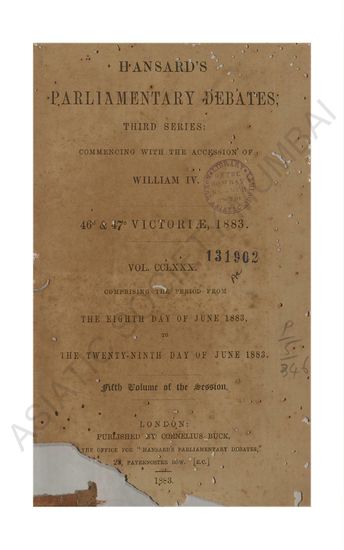 HANSARD'S
PARLIAMENTARY DEBATES;
THIRD SERIES:
COMMENCING WITH THE ACCESSION OF
WILLIAM IV.
46° & 47° VICTORIÆ, 1883.
VOL. CCLXXX.
131902
COMPRISING THE PERIOD FROM
THE EIGHTH DAY OF JUNE 1883,
TO
THE TWENTY-NINTH DAY OF JUNE 1883.
Fifth Volume of the Session.
LONDON:
PUBLISHED BY CORNELIUS BUCK,
THE OFFICE FOR "HANSARD'S PARLIAMENTARY DEBATES,"
23, PATERNOSTER ROW. [E.C.]
1883.
ASIATIC SOCIETY MUMBAI